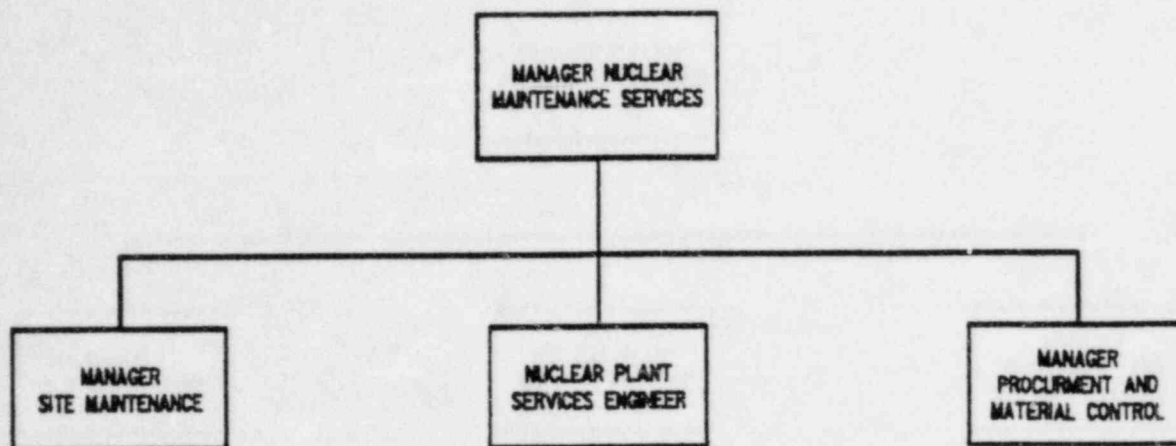 MANAGER NUCLEAR
MAINTENANCE SERVICES
MANAGER
SITE MAINTENANCE
NUCLEAR PLANT
SERVICES ENGINEER
MANAGER
PROCURMENT AND
MATERIAL CONTROL